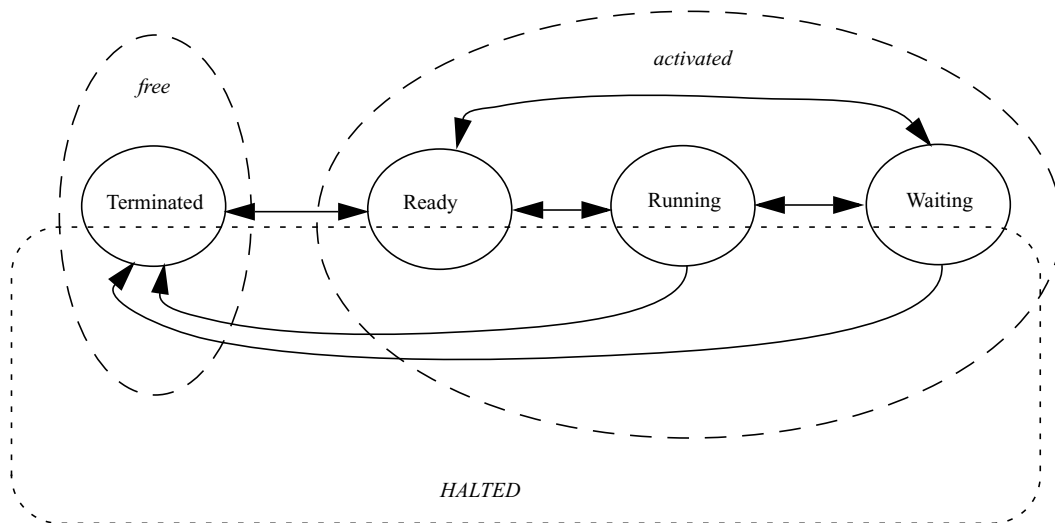 activated
free
Terminated
Ready
Running
Waiting
HALTED